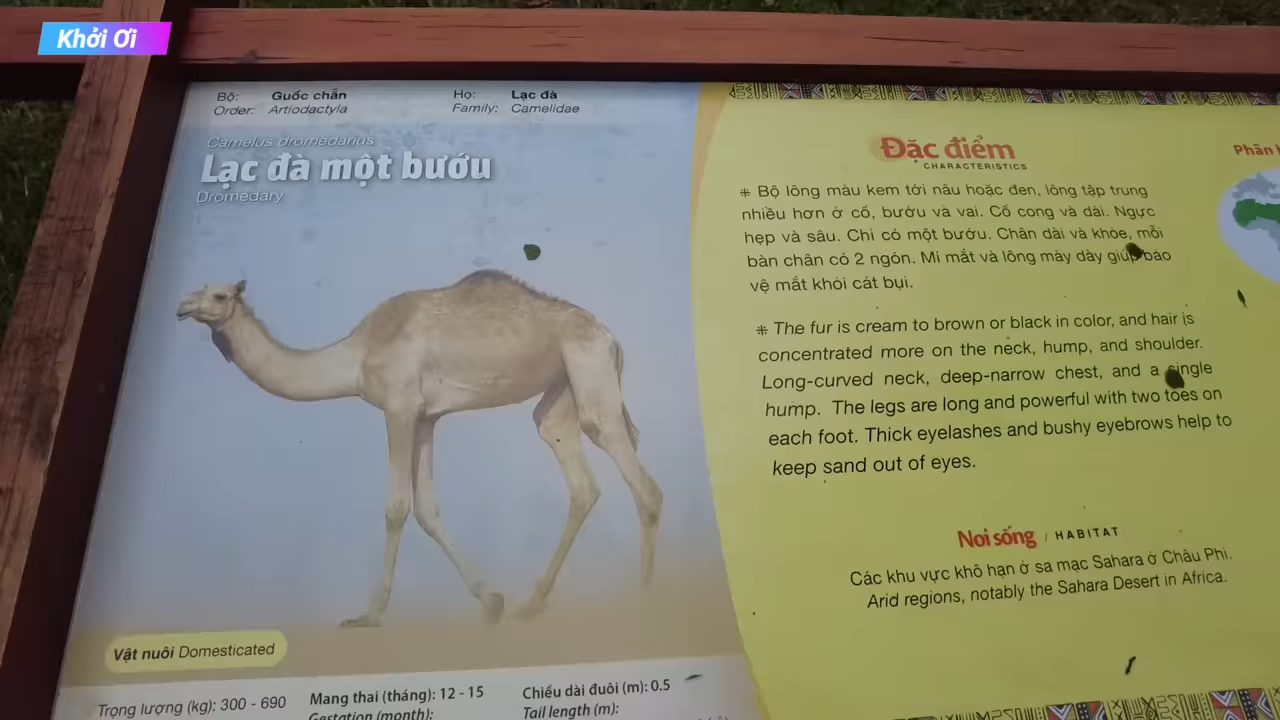 Khởi Ơi
Bộ: Guốc chẵn Họ: Lạc đà
Order: Artiodactyla Family: Camelidae
Camelus dromedarius
Lạc đà một bướu
Dromedary
Vật nuôi Domesticated
Trọng lượng (kg): 300 - 690
Mang thai (tháng): 12 - 15
Gestation (month):
Chiều dài đuôi (m): 0.5
Tail length (m):
Đặc điểm
CHARACTERISTICS
⁜ Bộ lông màu kem tới nâu hoặc đen, lông tập trung
nhiều hơn ở cổ, bướu và vai. Cổ cong và dài. Ngực
hẹp và sâu. Chỉ có một bướu. Chân dài và khỏe, mỗi
bàn chân có 2 ngón. Mí mắt và lông mày dày giúp bảo
vệ mắt khỏi cát bụi.
⁜ The fur is cream to brown or black in color, and hair is
concentrated more on the neck, hump, and shoulder.
Long-curved neck, deep-narrow chest, and a single
hump. The legs are long and powerful with two toes on
each foot. Thick eyelashes and bushy eyebrows help to
keep sand out of eyes.
Nơi sống / HABITAT
Các khu vực khô hạn ở sa mạc Sahara ở Châu Phi.
Arid regions, notably the Sahara Desert in Africa.
Phân